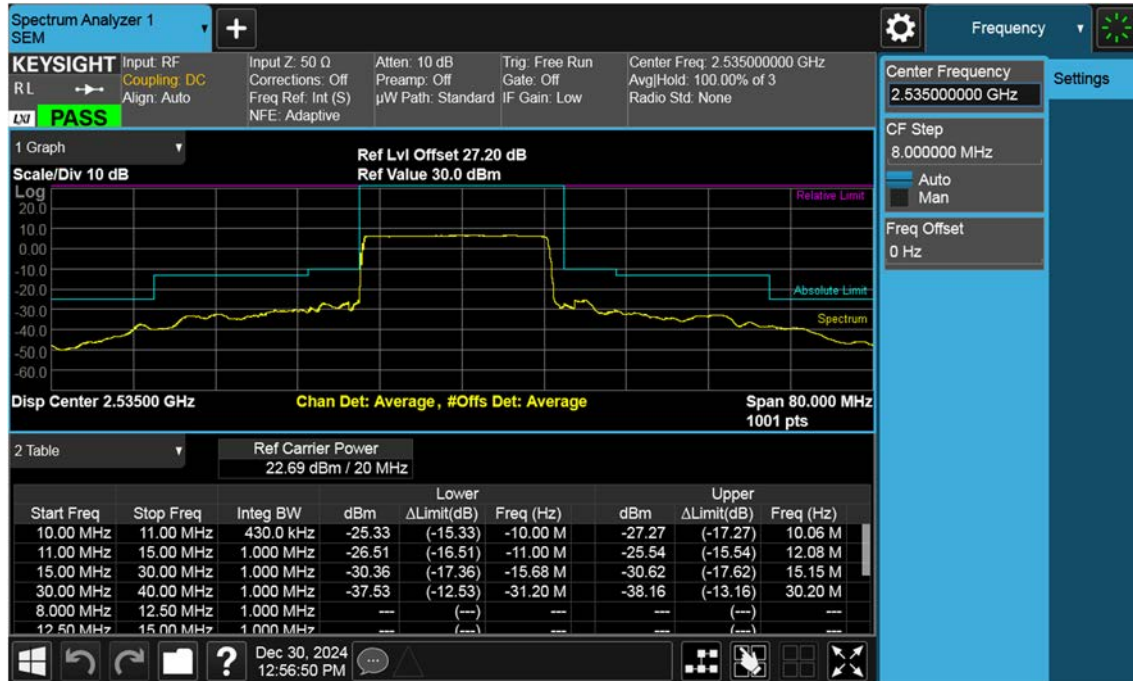 Spectrum Analyzer 1
SEM
+
Frequency
KEYSIGHT
RL
LXI PASS
Input: RF
Coupling: DC
Align: Auto
Input Z: 50 Ω
Corrections: Off
Freq Ref: Int (S)
NFE: Adaptive
Atten: 10 dB
Preamp: Off
µW Path: Standard
Trig: Free Run
Gate: Off
IF Gain: Low
Center Freq: 2.535000000 GHz
Avg|Hold: 100.00% of 3
Radio Std: None
Center Frequency
2.535000000 GHz
Settings
CF Step
8.000000 MHz
Auto
Man
Freq Offset
0 Hz
1 Graph
Scale/Div 10 dB
Ref Lvl Offset 27.20 dB
Ref Value 30.0 dBm
Log
20.0
10.0
0.00
-10.0
-20.0
-30.0
-40.0
-50.0
-60.0
Relative Limit
Absolute Limit
Spectrum
Disp Center 2.53500 GHz
Chan Det: Average, #Offs Det: Average
Span 80.000 MHz
1001 pts
2 Table
Ref Carrier Power
22.69 dBm / 20 MHz
Lower Upper
Start Freq Stop Freq Integ BW dBm ΔLimit(dB) Freq (Hz) dBm ΔLimit(dB) Freq (Hz)
10.00 MHz 11.00 MHz 430.0 kHz -25.33 (-15.33) -10.00 M -27.27 (-17.27) 10.06 M
11.00 MHz 15.00 MHz 1.000 MHz -26.51 (-16.51) -11.00 M -25.54 (-15.54) 12.08 M
15.00 MHz 30.00 MHz 1.000 MHz -30.36 (-17.36) -15.68 M -30.62 (-17.62) 15.15 M
30.00 MHz 40.00 MHz 1.000 MHz -37.53 (-12.53) -31.20 M -38.16 (-13.16) 30.20 M
8.000 MHz 12.50 MHz 1.000 MHz --- (---) --- --- (---) ---
12.50 MHz 15.00 MHz 1.000 MHz --- (---) --- --- (---) ---
?
Dec 30, 2024
12:56:50 PM